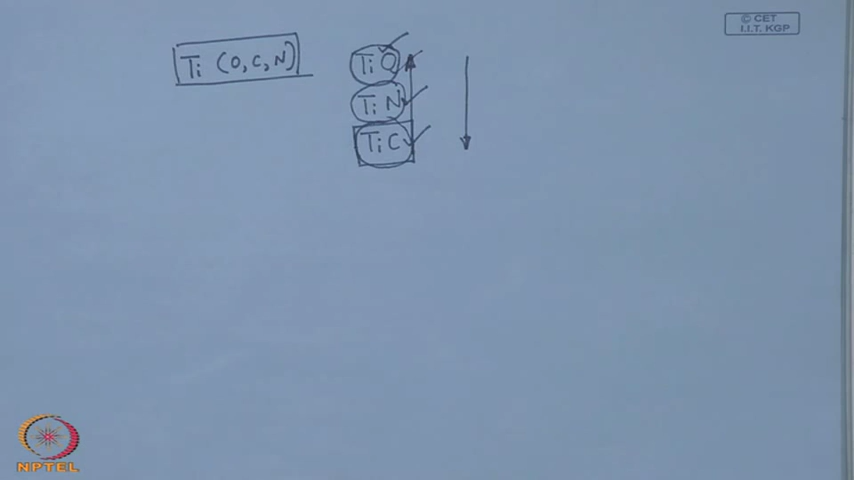 © CET
I.I.T. KGP
Ti (O,C,N)
TiO
TiN
TiC
NPTEL